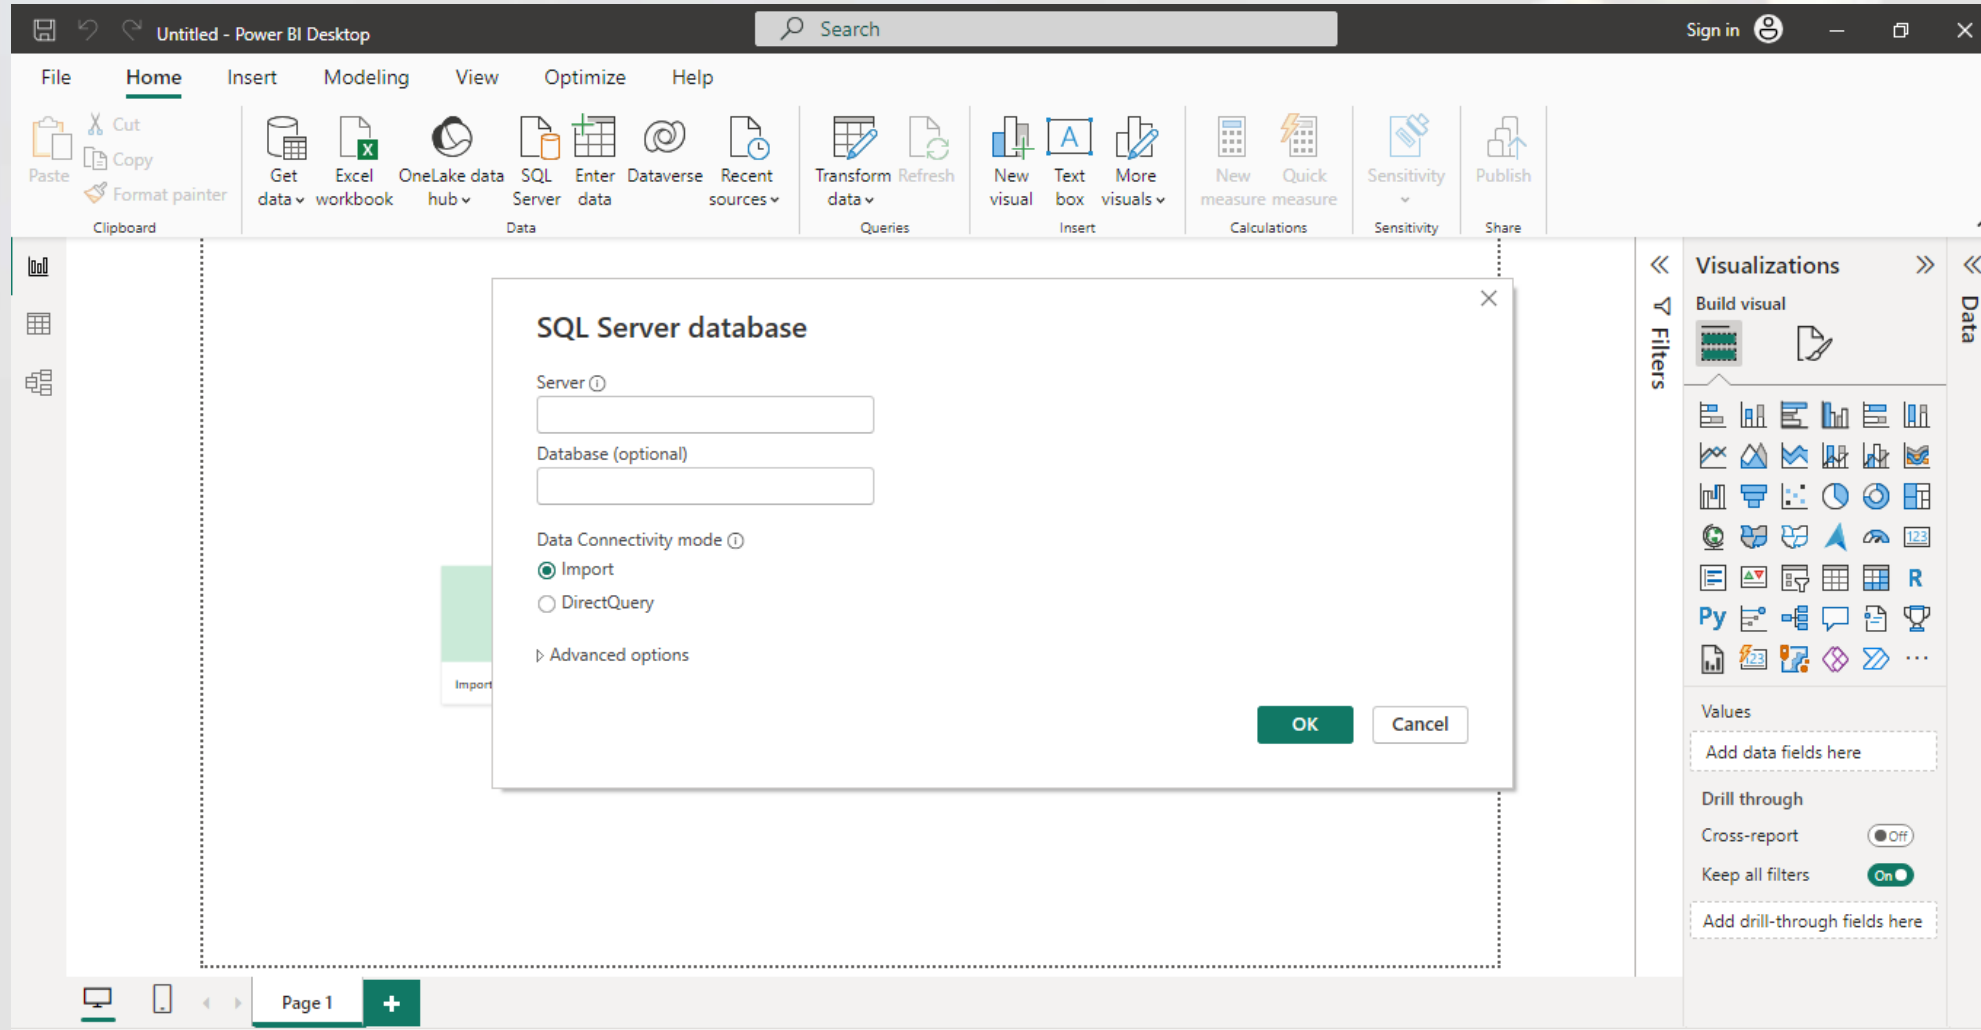 Untitled - Power BI Desktop
Search
Sign in
File Home Insert Modeling View Optimize Help
Paste
Cut
Copy
Format painter
Clipboard
Get data
Excel workbook
OneLake data hub
SQL Server
Enter data
Dataverse
Recent sources
Data
Transform data
Refresh
Queries
New visual
Text box
More visuals
Insert
New measure
Quick measure
Calculations
Sensitivity
Sensitivity
Publish
Share
SQL Server database
Server
Database (optional)
Data Connectivity mode
Import
DirectQuery
Advanced options
OK
Cancel
Import
Filters
Visualizations
Build visual
Data
123
R
Py
123
Values
Add data fields here
Drill through
Cross-report
Off
Keep all filters
On
Add drill-through fields here
Page 1